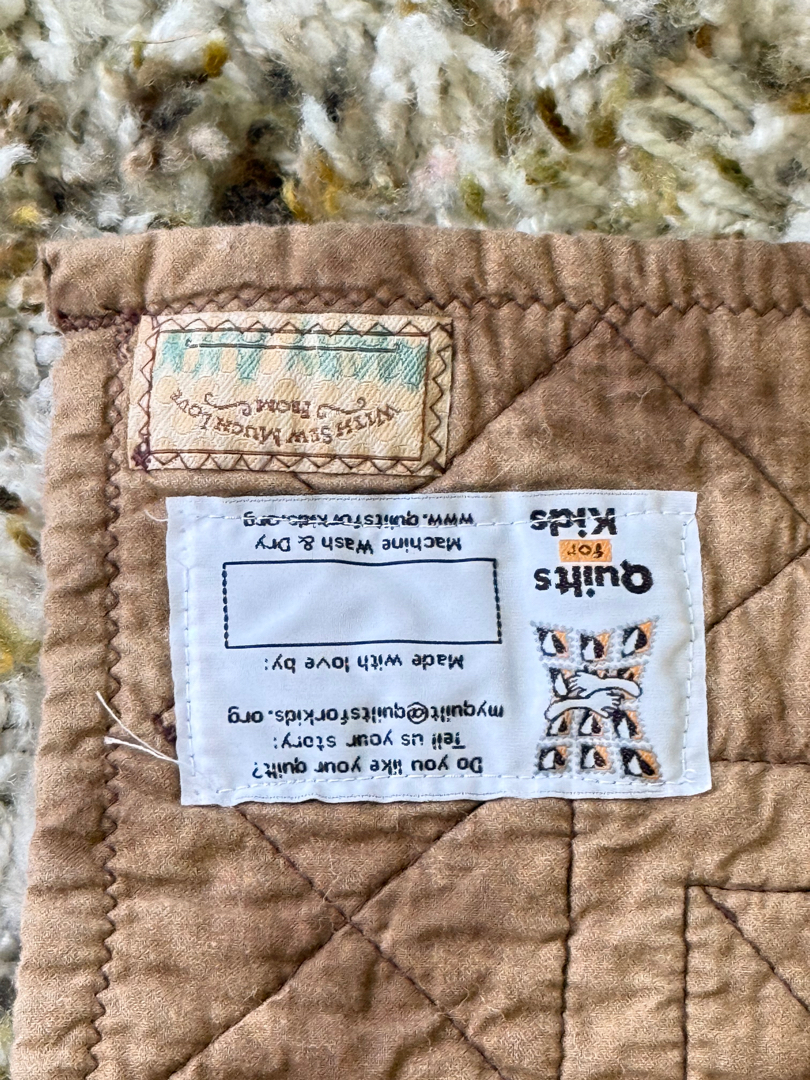 Do you like your quilt?
Tell us your story:
myquilt@quiltsforkids.org
Made with love by:
Machine Wash & Dry
www.quiltsforkids.org
Quilts
for
Kids
WITH SEW MUCH LOVE
FROM